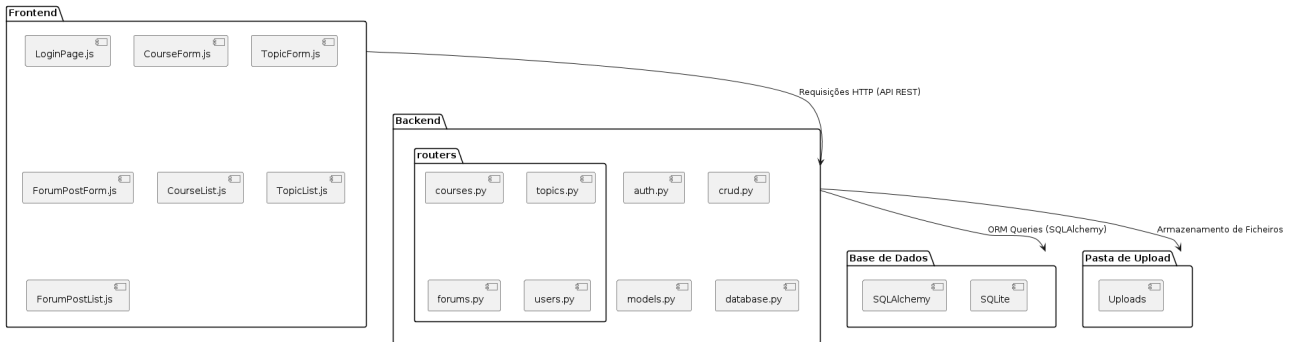 Frontend
LoginPage.js
CourseForm.js
TopicForm.js
ForumPostForm.js
CourseList.js
TopicList.js
ForumPostList.js
Requisições HTTP (API REST)
Backend
routers
courses.py
topics.py
forums.py
users.py
auth.py
crud.py
models.py
database.py
ORM Queries (SQLAlchemy)
Armazenamento de Ficheiros
Base de Dados
SQLAlchemy
SQLite
Pasta de Upload
Uploads